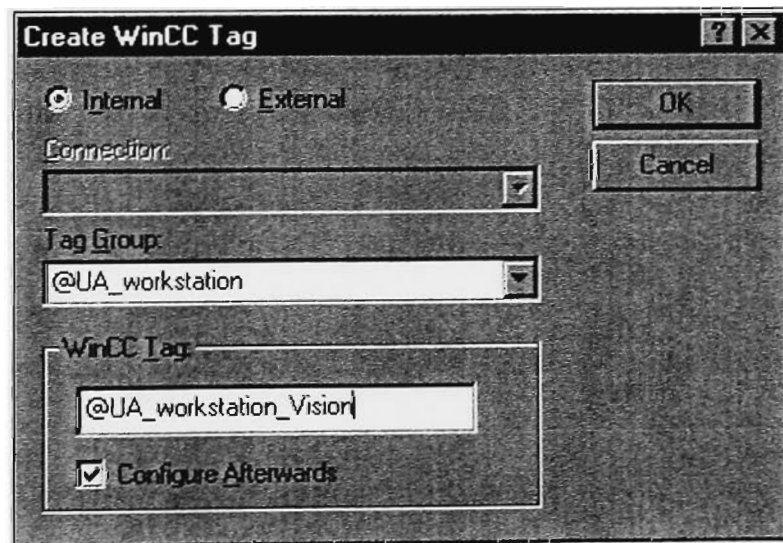 Create WinCC Tag
Internal External
OK
Connection:
Cancel
Tag Group:
@UA_workstation
WinCC Tag:
@UA_workstation_Vision
Configure Afterwards